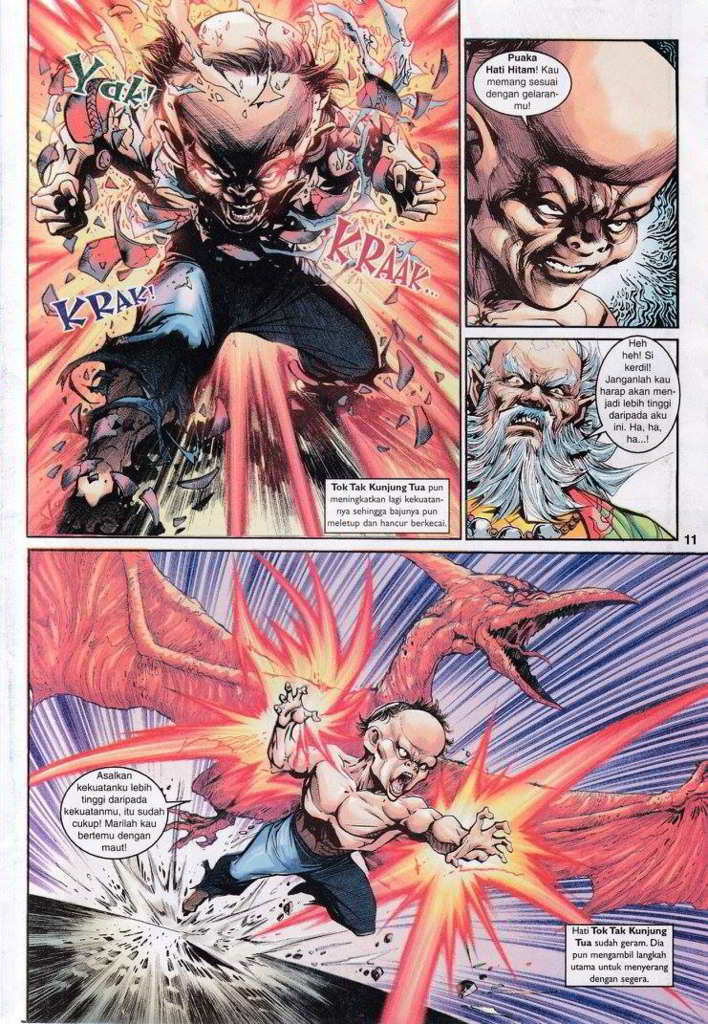 Yak!
KRAK!
KRAAK...
Tok Tak Kunjung Tua pun
meningkatkan lagi kekuatan-
nya sehingga bajunya pun
meletup dan hancur berkecai.
Puaka
Hati Hitam! Kau
memang sesuai
dengan gelaran-
mu!
Heh
heh! Si
kerdil!
Janganlah kau
harap akan men-
jadi lebih tinggi
daripada aku
Ha, ha,
ha...!
11
Asalkan
kekuatanku lebih
tinggi daripada
kekuatanmu, itu sudah
cukup! Marilah kau
bertemu dengan
maut!
Hati Tok Tak Kunjung
Tua sudah geram. Dia
pun mengambil langkah
utama untuk menyerang
dengan segera.